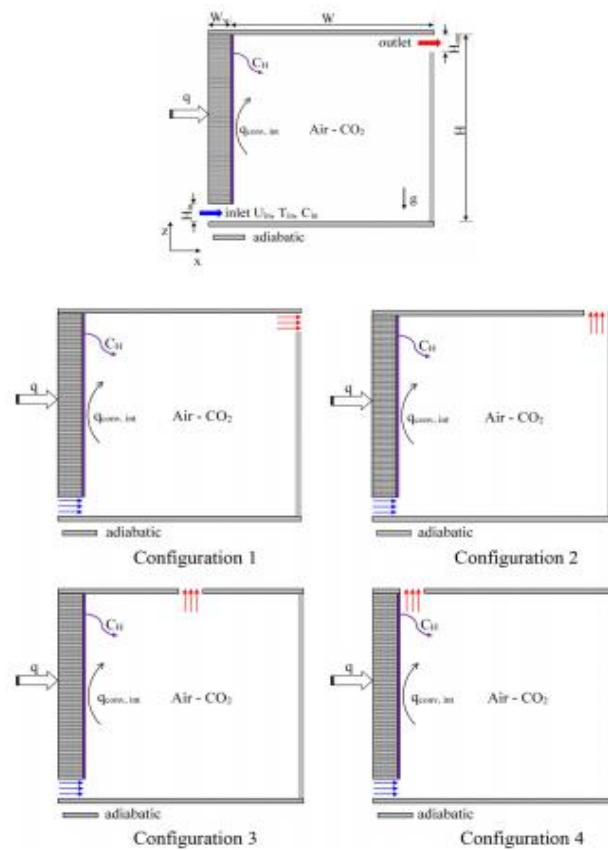 W
W
outlet
H
C_H
q
q_conv, int
Air - CO₂
H
g
H
inlet U_in, T_in, C_in
z
x
adiabatic
C_H
q
q_conv, int
Air - CO₂
adiabatic
Configuration 1
C_H
q
q_conv, int
Air - CO₂
adiabatic
Configuration 2
C_H
q
q_conv, int
Air - CO₂
adiabatic
Configuration 3
C_H
q
q_conv, int
Air - CO₂
adiabatic
Configuration 4